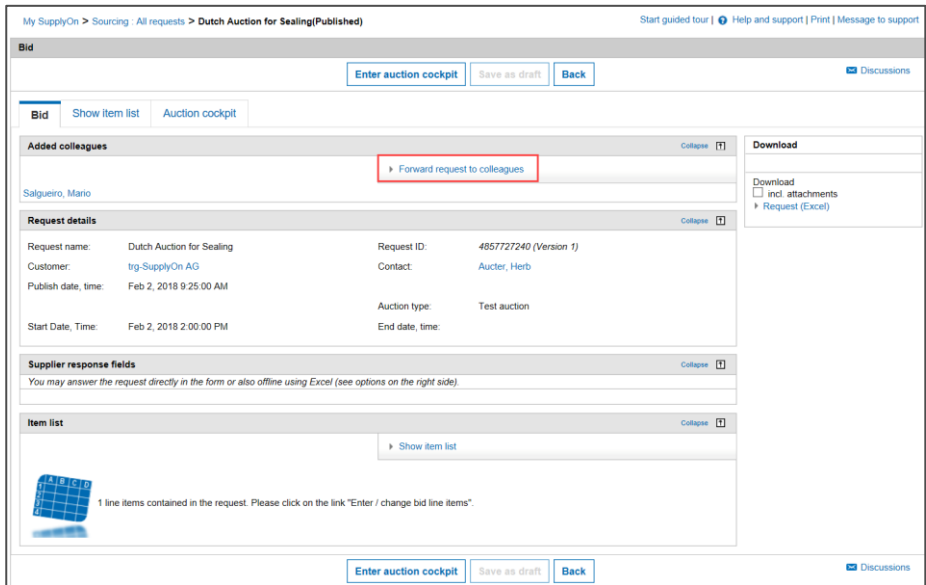 My SupplyOn > Sourcing : All requests > Dutch Auction for Sealing(Published) Start guided tour | Help and support | Print | Message to support
Bid
Enter auction cockpit Save as draft Back Discussions
Bid Show item list Auction cockpit
Added colleagues Collapse Download
Forward request to colleagues
Download
incl. attachments
Salgueiro, Mario
Request (Excel)
Request details Collapse
Request name: Dutch Auction for Sealing Request ID: 4857727240 (Version 1)
Customer: trg-SupplyOn AG Contact: Aucter, Herb
Publish date, time: Feb 2, 2018 9:25:00 AM
Auction type: Test auction
Start Date, Time: Feb 2, 2018 2:00:00 PM End date, time:
Supplier response fields Collapse
You may answer the request directly in the form or also offline using Excel (see options on the right side).
Item list Collapse
Show item list
A B C D
1
2
3
4
1 line items contained in the request. Please click on the link "Enter / change bid line items".
Enter auction cockpit Save as draft Back Discussions